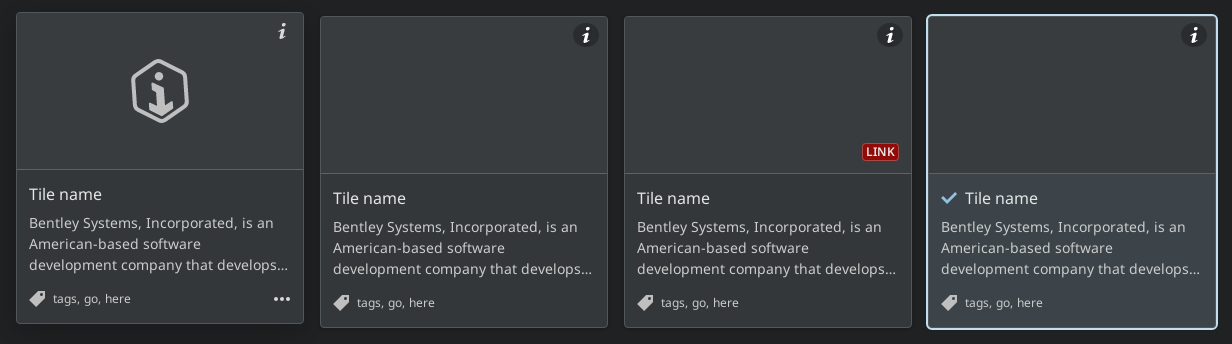 Tile name
Bentley Systems, Incorporated, is an
American-based software
development company that develops...
tags, go, here
Tile name
Bentley Systems, Incorporated, is an
American-based software
development company that develops...
tags, go, here
LINK
Tile name
Bentley Systems, Incorporated, is an
American-based software
development company that develops...
tags, go, here
Tile name
Bentley Systems, Incorporated, is an
American-based software
development company that develops...
tags, go, here